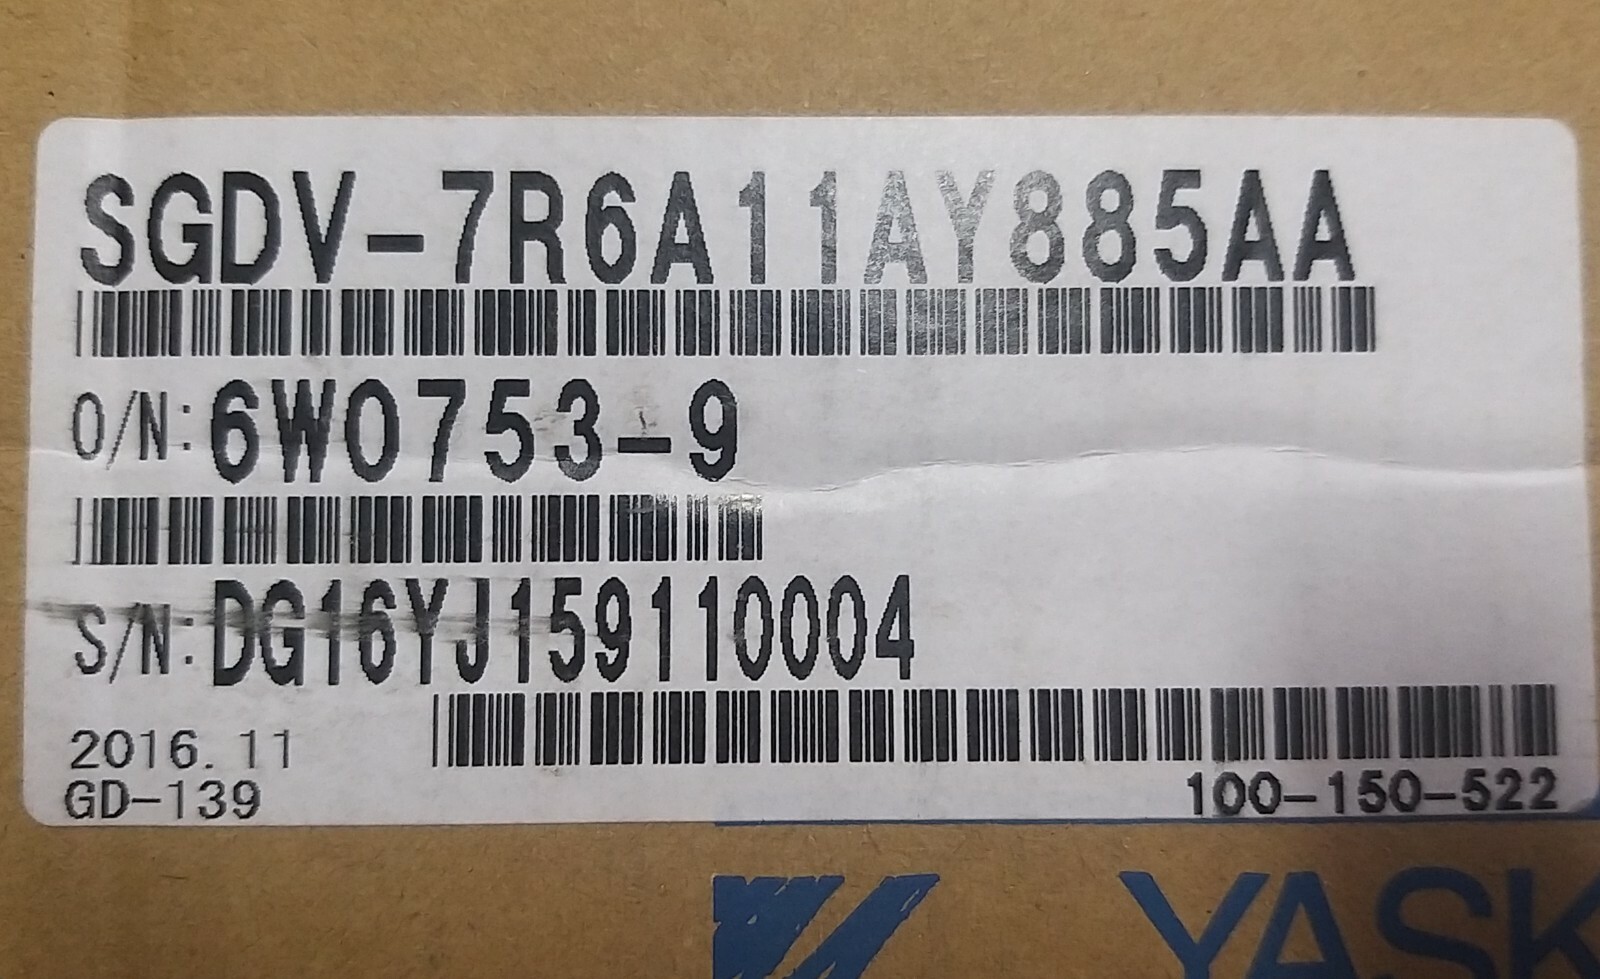 SGDV-7R6A11AY885AA
O/N: 6W0753-9
S/N: DG16YJ159110004
2016.11
GD-139
100-150-522
YASK